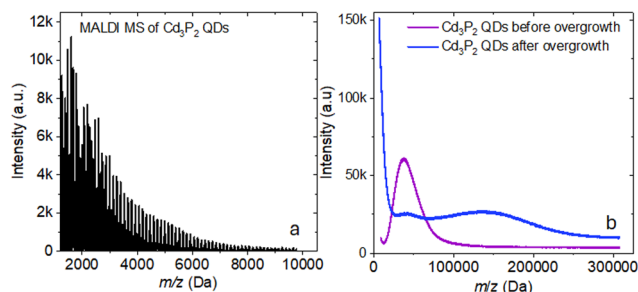 MALDI MS of Cd₃P₂ QDs
12k
10k
8k
6k
4k
2k
0
Intensity (a.u.)
2000 4000 6000 8000 10000
m/z (Da)
a
Cd₃P₂ QDs before overgrowth
Cd₃P₂ QDs after overgrowth
150k
100k
50k
0
Intensity (a.u)
0 100000 200000 300000
m/z (Da)
b